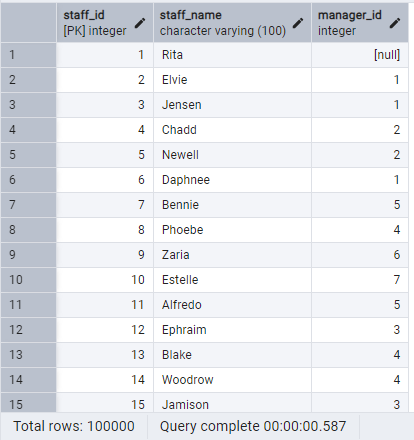 staff_id staff_name manager_id
[PK] integer character varying (100) integer
1 1 Rita [null]
2 2 Elvie 1
3 3 Jensen 1
4 4 Chadd 2
5 5 Newell 2
6 6 Daphnee 1
7 7 Bennie 5
8 8 Phoebe 4
9 9 Zaria 6
10 10 Estelle 7
11 11 Alfredo 5
12 12 Ephraim 3
13 13 Blake 4
14 14 Woodrow 4
15 15 Jamison 3
Total rows: 100000 Query complete 00:00:00.587